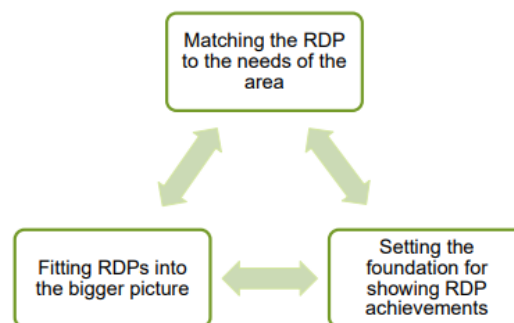 Matching the RDP
to the needs of the
area
Fitting RDPs into
the bigger picture
Setting the
foundation for
showing RDP
achievements